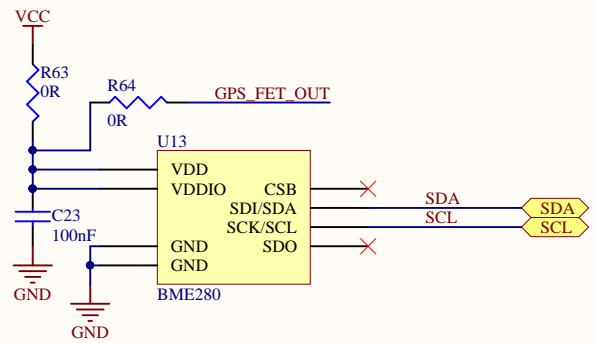 VCC
R63
0R
R64
0R
GPS_FET_OUT
U13
VDD
VDDIO
CSB
SDI/SDA
SDA
SDA
SCK/SCL
SCL
SCL
C23
100nF
GND
GND
SDO
BME280
GND
GND